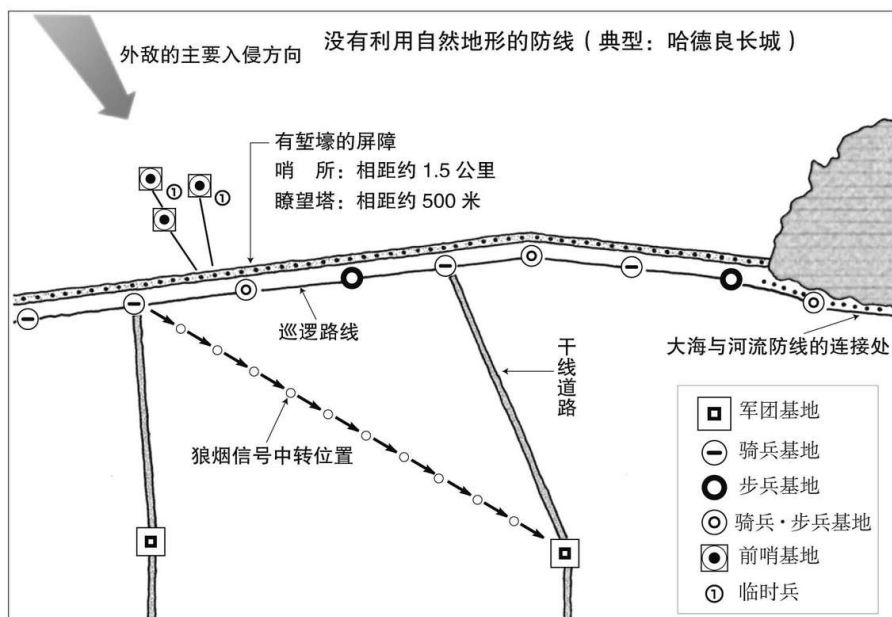 外敌的主要入侵方向
没有利用自然地形的防线（典型：哈德良长城）
有堑壕的屏障
哨　所：相距约 1.5 公里
瞭望塔：相距约 500 米
①
①
巡逻路线
大海与河流防线的连接处
干线道路
狼烟信号中转位置
军团基地
骑兵基地
步兵基地
骑兵·步兵基地
前哨基地
① 临时兵